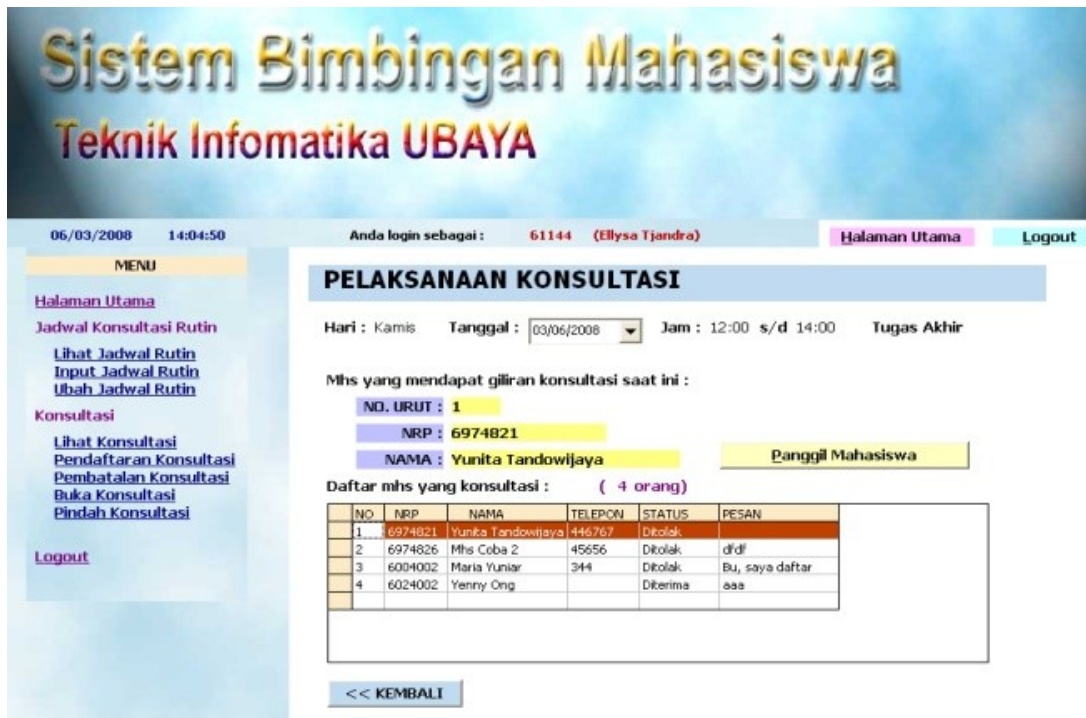 Sistem Bimbingan Mahasiswa
Teknik Infomatika UBAYA
06/03/2008 14:04:50 Anda login sebagai : 61144 (Ellysa Tjandra) Halaman Utama Logout
MENU
Halaman Utama
Jadwal Konsultasi Rutin
Lihat Jadwal Rutin
Input Jadwal Rutin
Ubah Jadwal Rutin
Konsultasi
Lihat Konsultasi
Pendaftaran Konsultasi
Pembatalan Konsultasi
Buka Konsultasi
Pindah Konsultasi
Logout
PELAKSANAAN KONSULTASI
Hari : Kamis Tanggal : 03/06/2008 Jam : 12:00 s/d 14:00 Tugas Akhir
Mhs yang mendapat giliran konsultasi saat ini :
NO. URUT : 1
NRP : 6974821
NAMA : Yunita Tandowijaya
Panggil Mahasiswa
Daftar mhs yang konsultasi : ( 4 orang)
NO NRP NAMA TELEPON STATUS PESAN
1 6974821 Yunita Tandowijaya 446767 Ditolak
2 6974826 Mhs Coba 2 45656 Ditolak dfdf
3 6004002 Maria Yuniar 344 Ditolak Bu, saya daftar
4 6024002 Yenny Ong Diterima aaa
<< KEMBALI